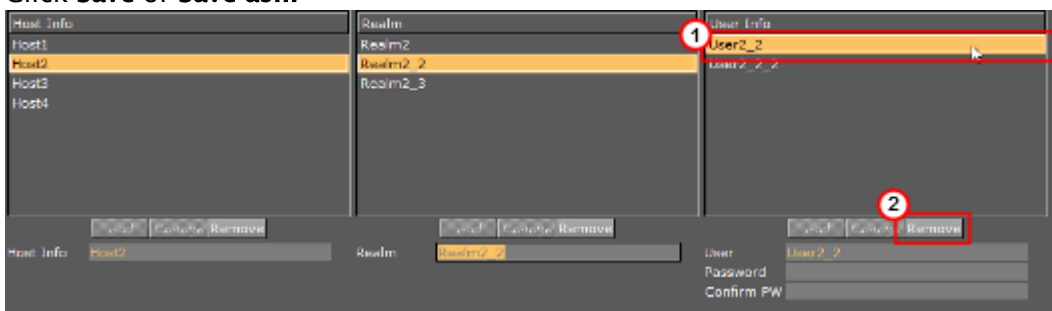 Click Save or Save as...
Host Info Realm User Info
Host1 Realm2 User2_2
Host2 Realm2_2 User2_2_2
Host3 Realm2_3
Host4
1
2
Remove Remove Remove
Host Info Host2 Realm Realm2_2 User User2_2
Password
Confirm PW